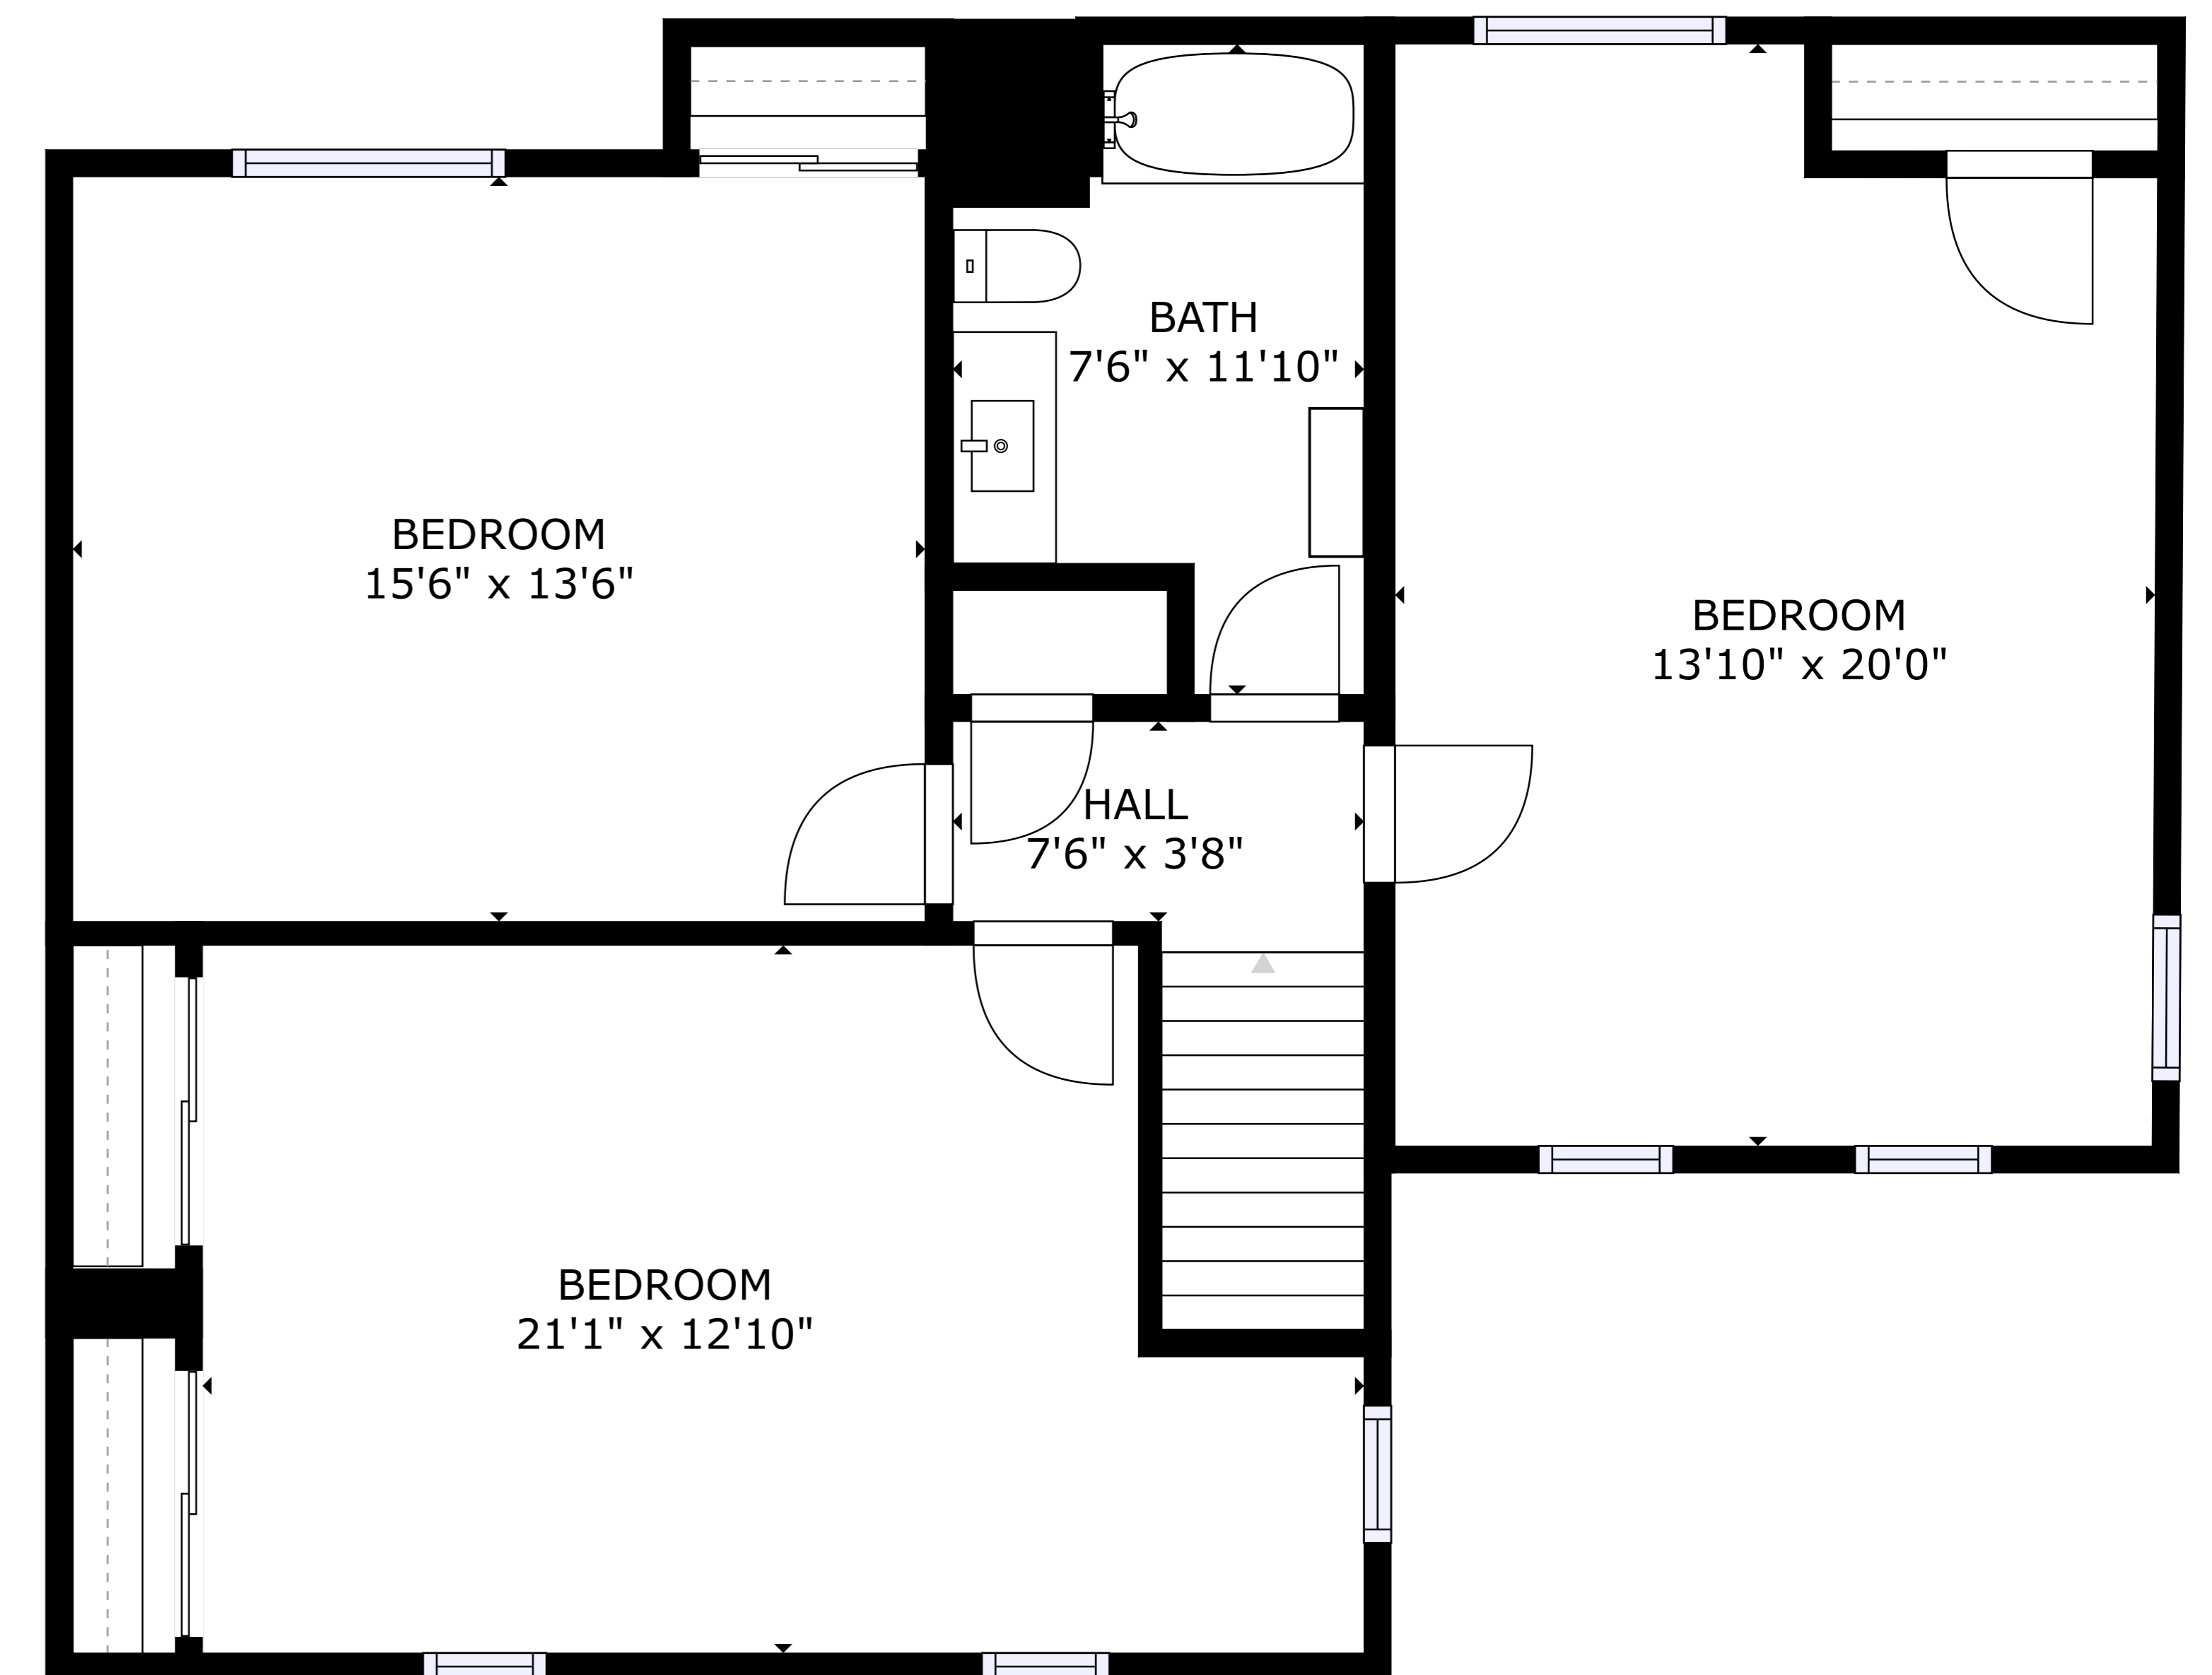 BATH
7'6" x 11'10"
BEDROOM
15'6" x 13'6"
BEDROOM
13'10" x 20'0"
HALL
7'6" x 3'8"
BEDROOM
21'1" x 12'10"